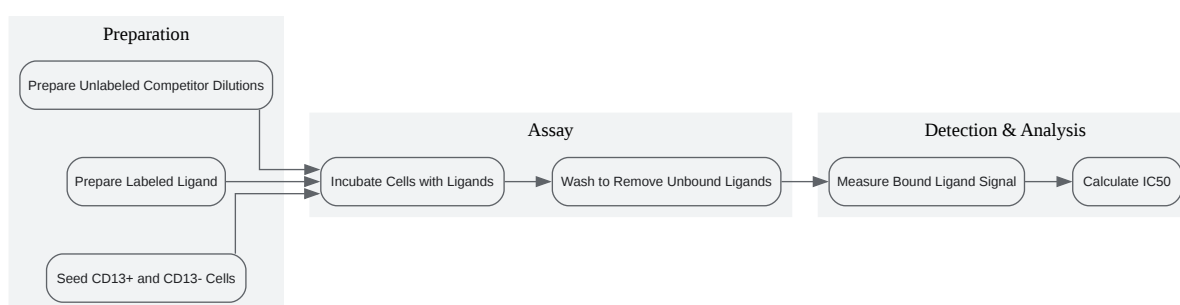 Preparation
Prepare Unlabeled Competitor Dilutions
Prepare Labeled Ligand
Seed CD13+ and CD13- Cells
Assay
Incubate Cells with Ligands
Wash to Remove Unbound Ligands
Detection & Analysis
Measure Bound Ligand Signal
Calculate IC50